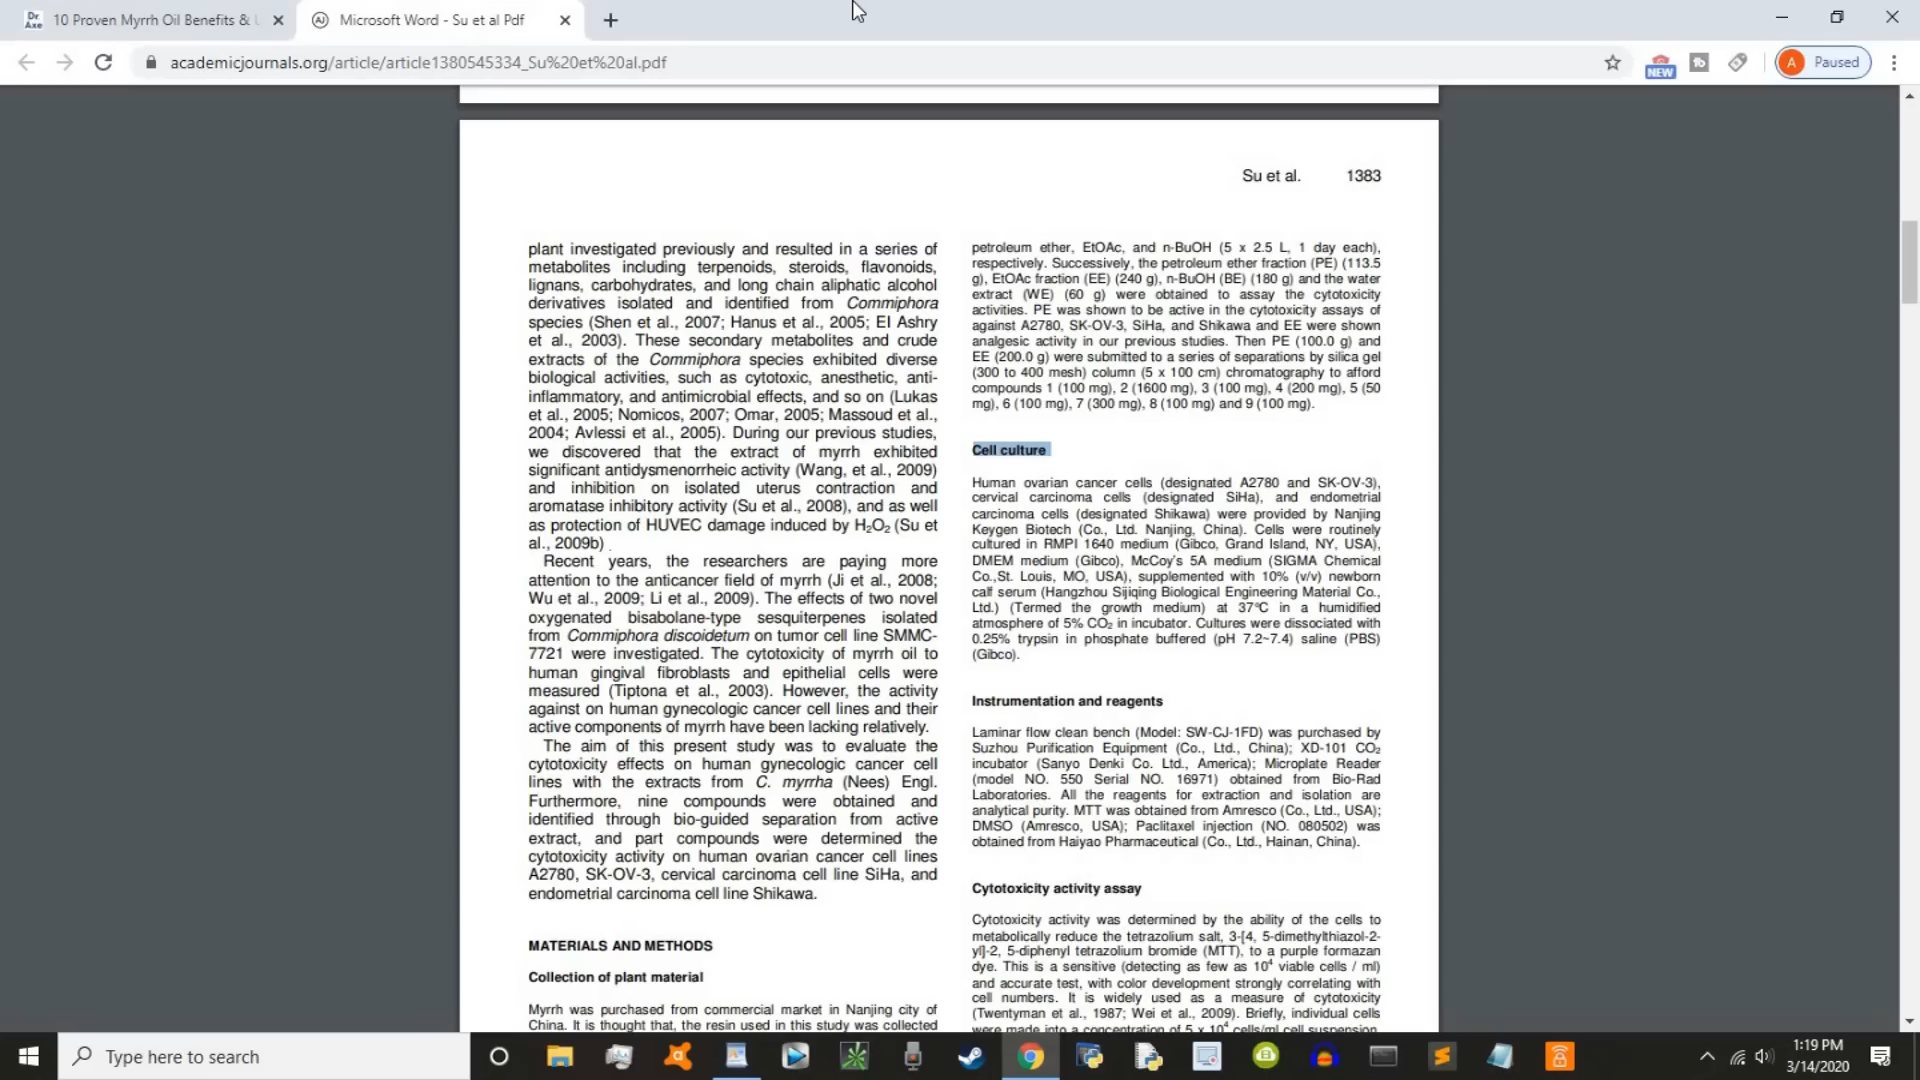 Dr. Axe
10 Proven Myrrh Oil Benefits &
Microsoft Word - Su et al Pdf
academicjournals.org/article/article1380545334_Su%20et%20al.pdf
NEW
A Paused
Su et al. 1383
plant investigated previously and resulted in a series of
metabolites including terpenoids, steroids, flavonoids,
lignans, carbohydrates, and long chain aliphatic alcohol
derivatives isolated and identified from Commiphora
species (Shen et al., 2007; Hanus et al., 2005; EI Ashry
et al., 2003). These secondary metabolites and crude
extracts of the Commiphora species exhibited diverse
biological activities, such as cytotoxic, anesthetic, anti-
inflammatory, and antimicrobial effects, and so on (Lukas
et al., 2005; Nomicos, 2007; Omar, 2005; Massoud et al.,
2004; Avlessi et al., 2005). During our previous studies,
we discovered that the extract of myrrh exhibited
significant antidysmenorrheic activity (Wang, et al., 2009)
and inhibition on isolated uterus contraction and
aromatase inhibitory activity (Su et al., 2008), and as well
as protection of HUVEC damage induced by H₂O₂ (Su et
al., 2009b) .
Recent years, the researchers are paying more
attention to the anticancer field of myrrh (Ji et al., 2008;
Wu et al., 2009; Li et al., 2009). The effects of two novel
oxygenated bisabolane-type sesquiterpenes isolated
from Commiphora discoidetum on tumor cell line SMMC-
7721 were investigated. The cytotoxicity of myrrh oil to
human gingival fibroblasts and epithelial cells were
measured (Tiptona et al., 2003). However, the activity
against on human gynecologic cancer cell lines and their
active components of myrrh have been lacking relatively.
The aim of this present study was to evaluate the
cytotoxicity effects on human gynecologic cancer cell
lines with the extracts from C. myrrha (Nees) Engl.
Furthermore, nine compounds were obtained and
identified through bio-guided separation from active
extract, and part compounds were determined the
cytotoxicity activity on human ovarian cancer cell lines
A2780, SK-OV-3, cervical carcinoma cell line SiHa, and
endometrial carcinoma cell line Shikawa.
MATERIALS AND METHODS
Collection of plant material
Myrrh was purchased from commercial market in Nanjing city of
China. It is thought that, the resin used in this study was collected
petroleum ether, EtOAc, and n-BuOH (5 x 2.5 L, 1 day each),
respectively. Successively, the petroleum ether fraction (PE) (113.5
g), EtOAc fraction (EE) (240 g), n-BuOH (BE) (180 g) and the water
extract (WE) (60 g) were obtained to assay the cytotoxicity
activities. PE was shown to be active in the cytotoxicity assays of
against A2780, SK-OV-3, SiHa, and Shikawa and EE were shown
analgesic activity in our previous studies. Then PE (100.0 g) and
EE (200.0 g) were submitted to a series of separations by silica gel
(300 to 400 mesh) column (5 x 100 cm) chromatography to afford
compounds 1 (100 mg), 2 (1600 mg), 3 (100 mg), 4 (200 mg), 5 (50
mg), 6 (100 mg), 7 (300 mg), 8 (100 mg) and 9 (100 mg).
Cell culture
Human ovarian cancer cells (designated A2780 and SK-OV-3),
cervical carcinoma cells (designated SiHa), and endometrial
carcinoma cells (designated Shikawa) were provided by Nanjing
Keygen Biotech (Co., Ltd. Nanjing, China). Cells were routinely
cultured in RMPI 1640 medium (Gibco, Grand Island, NY, USA),
DMEM medium (Gibco), McCoy's 5A medium (SIGMA Chemical
Co.,St. Louis, MO, USA), supplemented with 10% (v/v) newborn
calf serum (Hangzhou Sijiqing Biological Engineering Material Co.,
Ltd.) (Termed the growth medium) at 37°C in a humidified
atmosphere of 5% CO₂ in incubator. Cultures were dissociated with
0.25% trypsin in phosphate buffered (pH 7.2~7.4) saline (PBS)
(Gibco).
Instrumentation and reagents
Laminar flow clean bench (Model: SW-CJ-1FD) was purchased by
Suzhou Purification Equipment (Co., Ltd., China); XD-101 CO₂
incubator (Sanyo Denki Co. Ltd., America); Microplate Reader
(model NO. 550 Serial NO. 16971) obtained from Bio-Rad
Laboratories. All the reagents for extraction and isolation are
analytical purity. MTT was obtained from Amresco (Co., Ltd., USA);
DMSO (Amresco, USA); Paclitaxel injection (NO. 080502) was
obtained from Haiyao Pharmaceutical (Co., Ltd., Hainan, China).
Cytotoxicity activity assay
Cytotoxicity activity was determined by the ability of the cells to
metabolically reduce the tetrazolium salt, 3-[4, 5-dimethylthiazol-2-
yl]-2, 5-diphenyl tetrazolium bromide (MTT), to a purple formazan
dye. This is a sensitive (detecting as few as 10⁴ viable cells / ml)
and accurate test, with color development strongly correlating with
cell numbers. It is widely used as a measure of cytotoxicity
(Twentyman et al., 1987; Wei et al., 2009). Briefly, individual cells
were made into a concentration of 5 x 10⁴ cells/ml cell suspension.
Type here to search
1:19 PM
3/14/2020